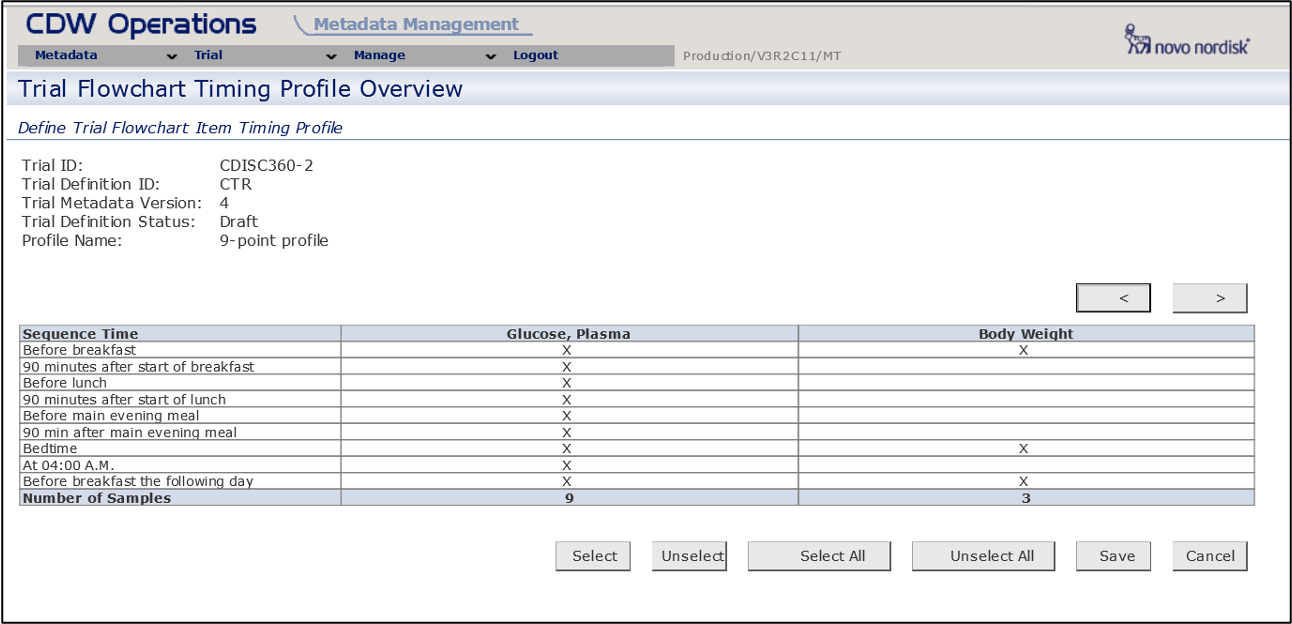 CDW Operations Metadata Management
Metadata Trial Manage Logout Production/V3R2C11/MT
novo nordisk®
Trial Flowchart Timing Profile Overview
Define Trial Flowchart Item Timing Profile
Trial ID: CDISC360-2
Trial Definition ID: CTR
Trial Metadata Version: 4
Trial Definition Status: Draft
Profile Name: 9-point profile
< >
Sequence Time Glucose, Plasma Body Weight
Before breakfast X X
90 minutes after start of breakfast X
Before lunch X
90 minutes after start of lunch X
Before main evening meal X
90 min after main evening meal X
Bedtime X X
At 04:00 A.M. X
Before breakfast the following day X X
Number of Samples 9 3
Select Unselect Select All Unselect All Save Cancel